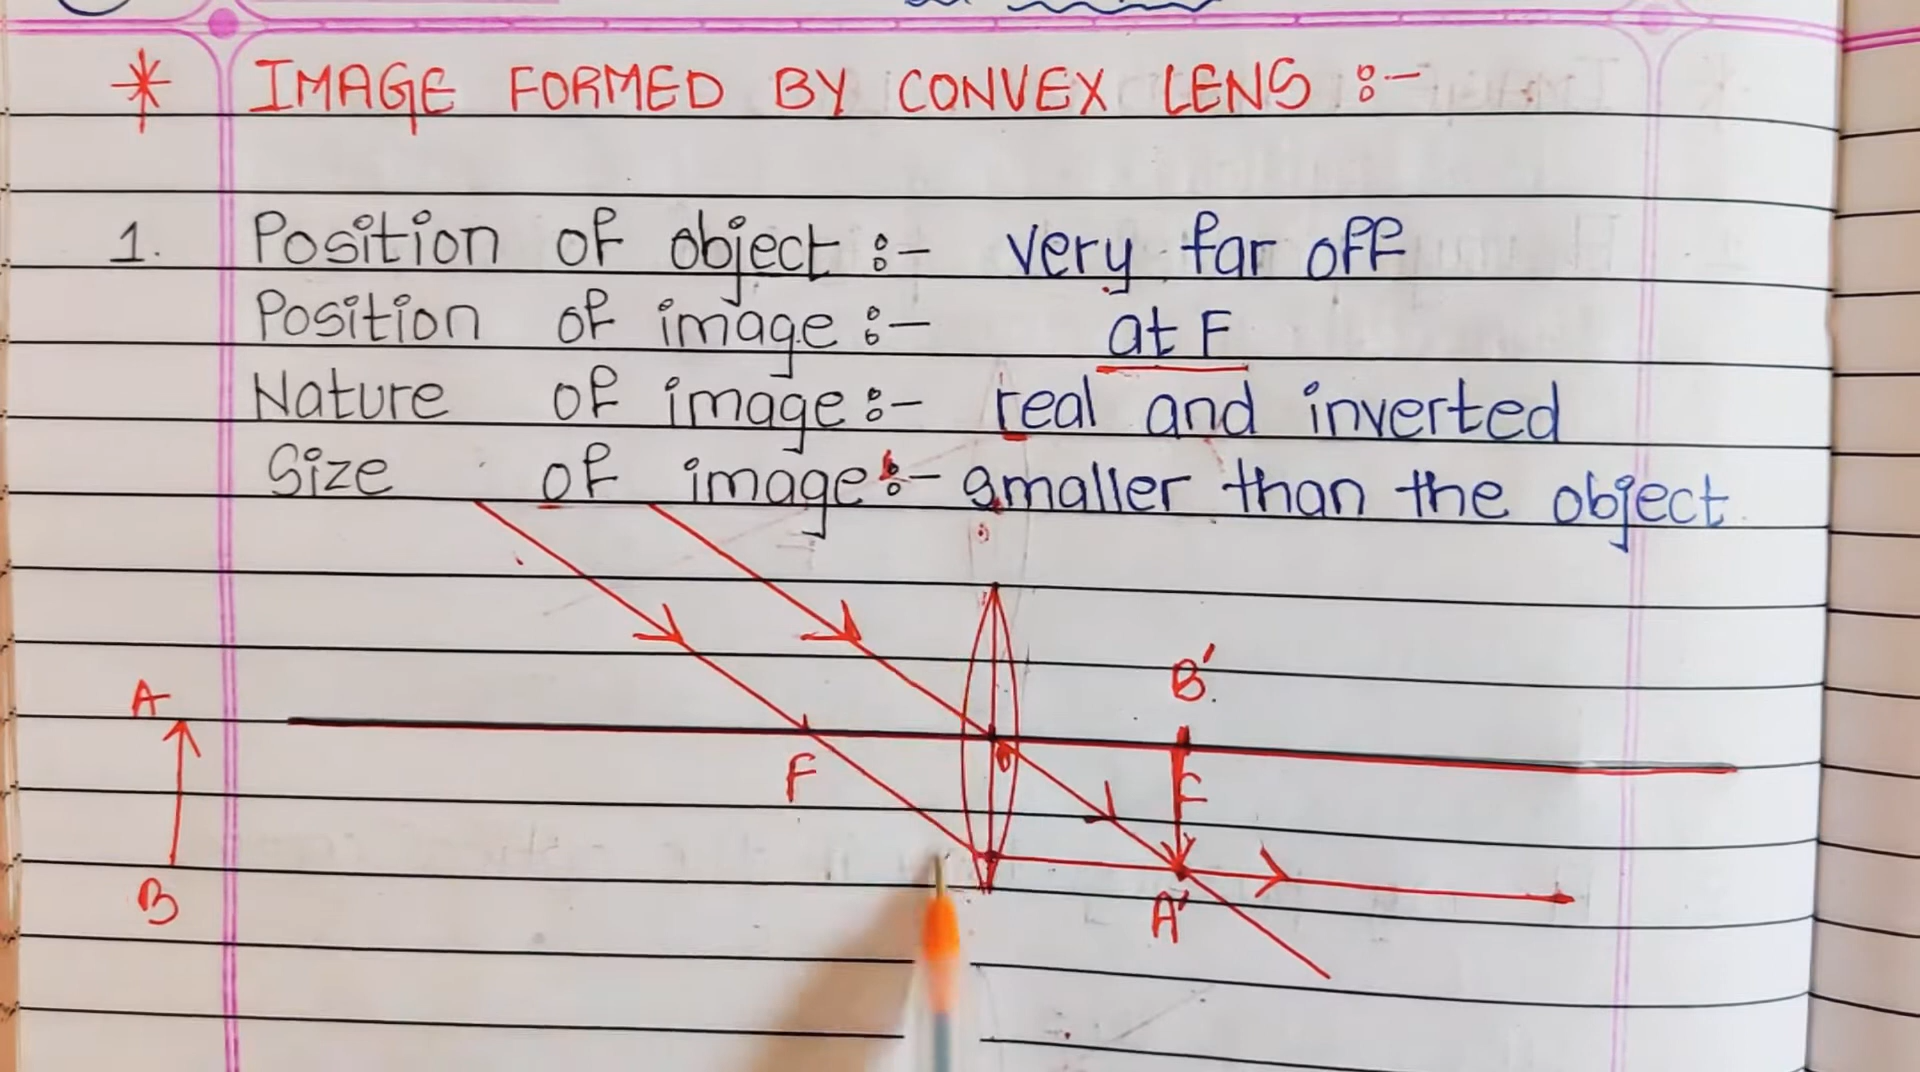 * IMAGE FORMED BY CONVEX LENS :-
1. Position of object :- very far off
Position of image :- at F
Nature of image :- real and inverted
Size of image :- smaller than the object
B'
A
F
F
B
A'